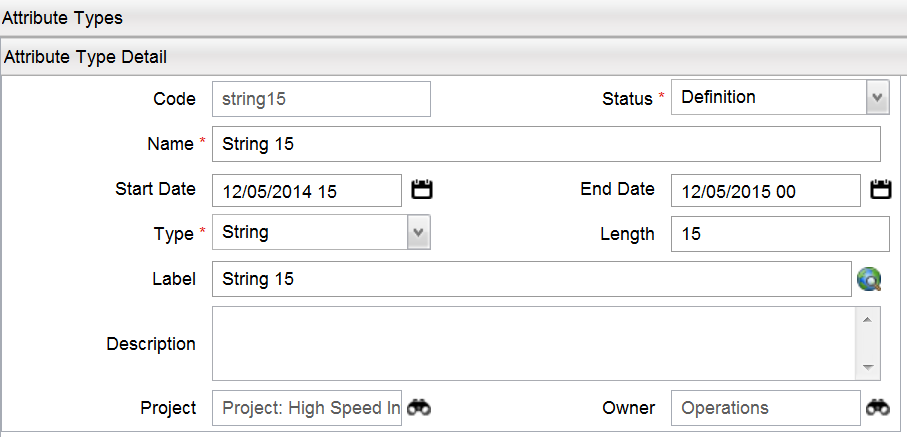 Attribute Types
Attribute Type Detail
Code string15 Status * Definition
Name * String 15
Start Date 12/05/2014 15 End Date 12/05/2015 00
Type * String Length 15
Label String 15
Description
Project Project: High Speed In Owner Operations